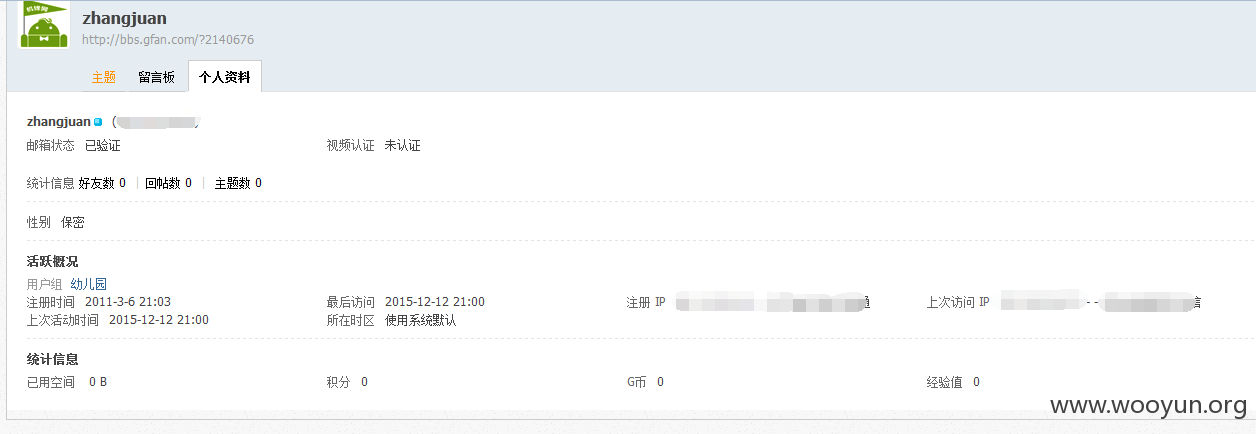 机锋网
zhangjuan
http://bbs.gfan.com/?2140676
主题 留言板 个人资料
zhangjuan (
邮箱状态 已验证 视频认证 未认证
统计信息 好友数 0 回帖数 0 主题数 0
性别 保密
活跃概况
用户组 幼儿园
注册时间 2011-3-6 21:03 最后访问 2015-12-12 21:00 注册 IP 通 上次访问 IP - - 信
上次活动时间 2015-12-12 21:00 所在时区 使用系统默认
统计信息
已用空间 0 B 积分 0 G币 0 经验值 0
www.wooyun.org